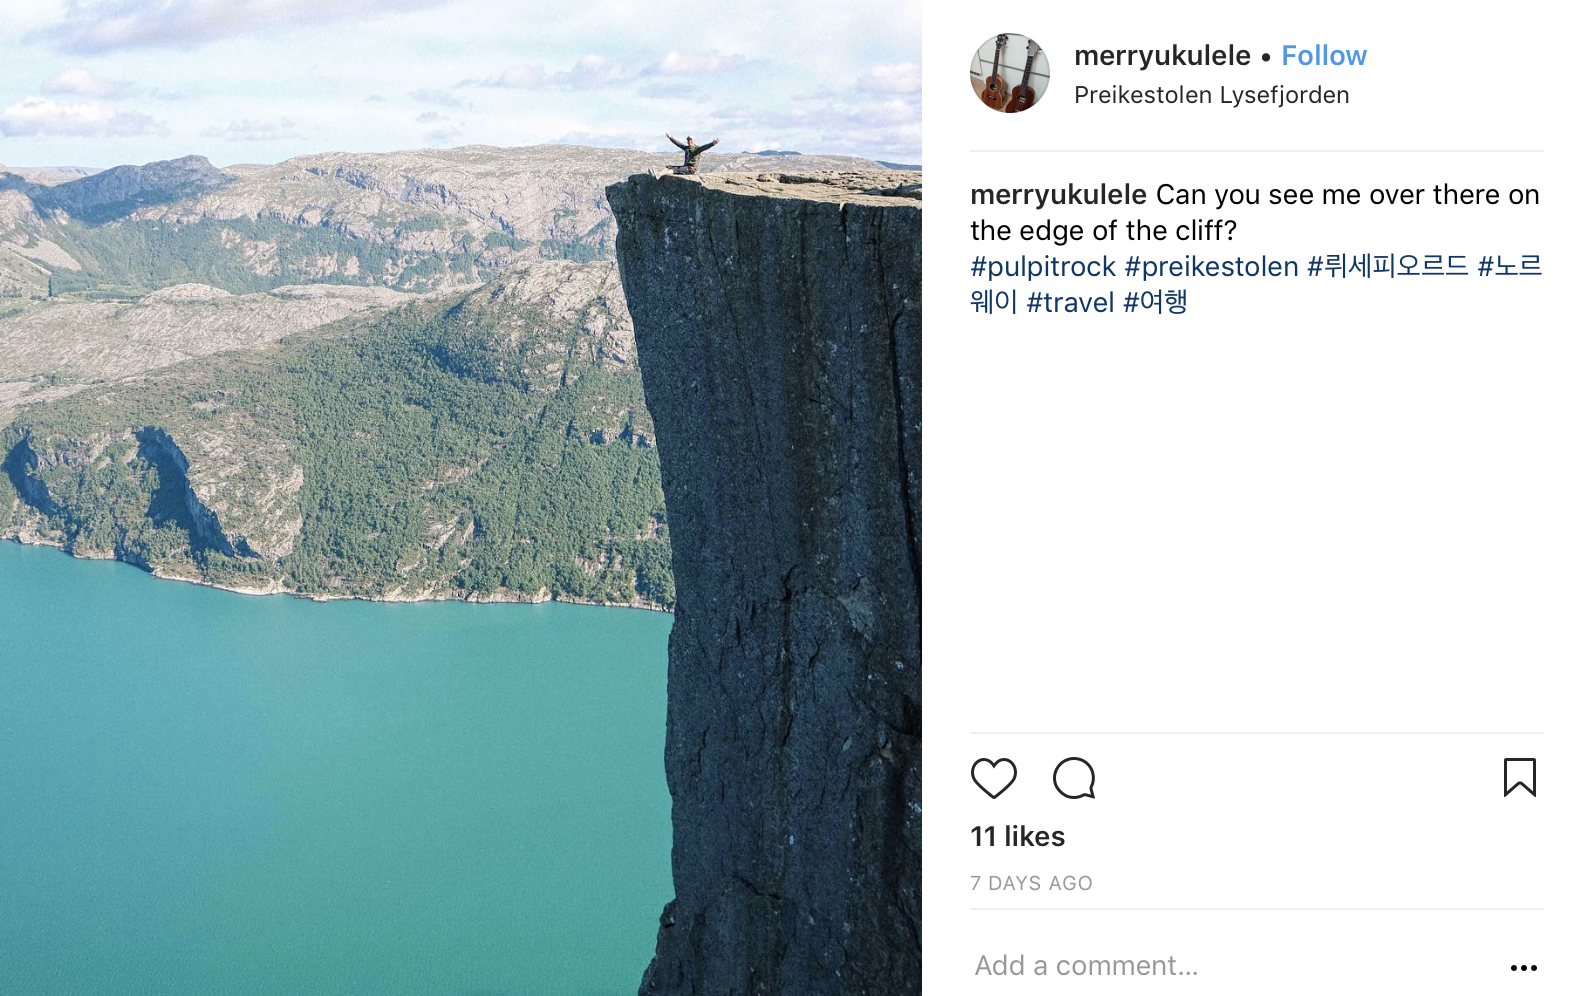 merryukulele • Follow
Preikestolen Lysefjorden
merryukulele Can you see me over there on
the edge of the cliff?
#pulpitrock #preikestolen #뤼세피오르드 #노르
웨이 #travel #여행
11 likes
7 DAYS AGO
Add a comment...